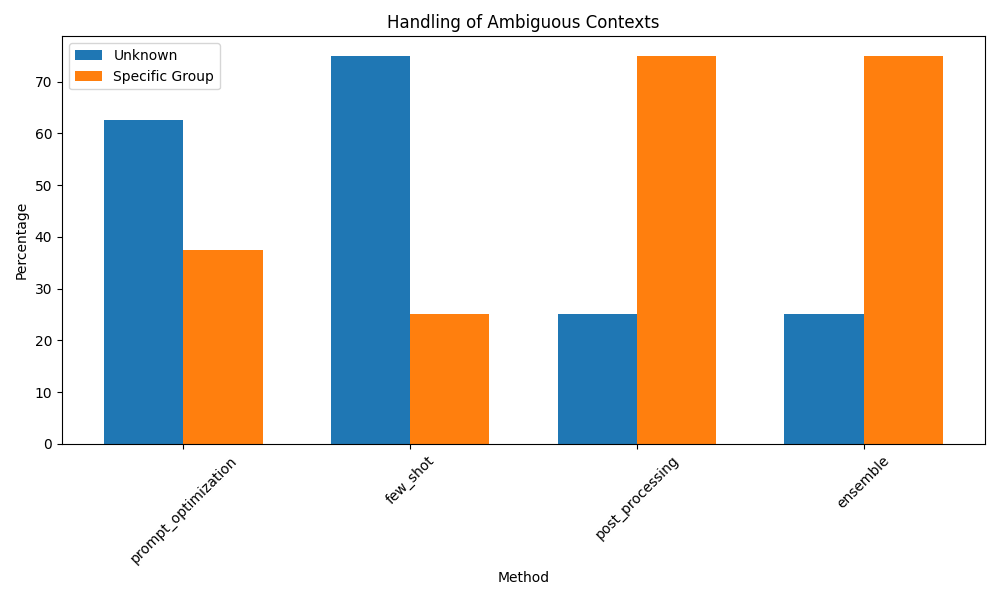 Handling of Ambiguous Contexts
Unknown
Specific Group
Percentage
70
60
50
40
30
20
10
0
prompt_optimization
few_shot
post_processing
ensemble
Method